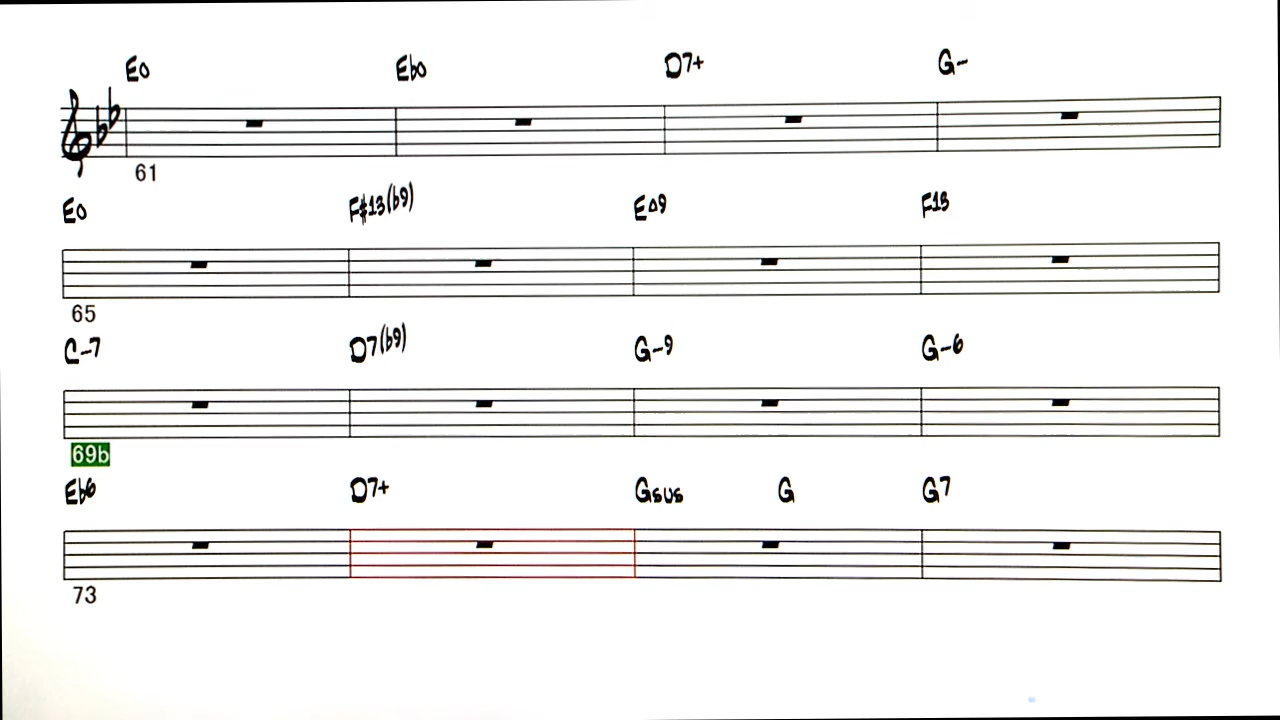 Eo Ebo D7+ G-
61
Eo F#13(b9) E△9 F13
65
C-7 D7(b9) G-9 G-6
69b
Eb6 D7+ Gsus G G7
73